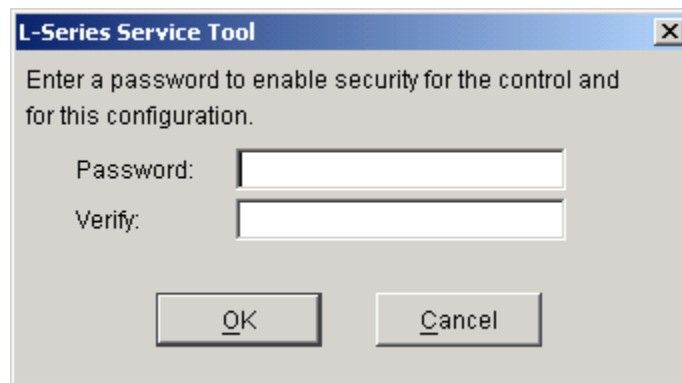 L-Series Service Tool
Enter a password to enable security for the control and
for this configuration.
Password:
Verify:
OK
Cancel